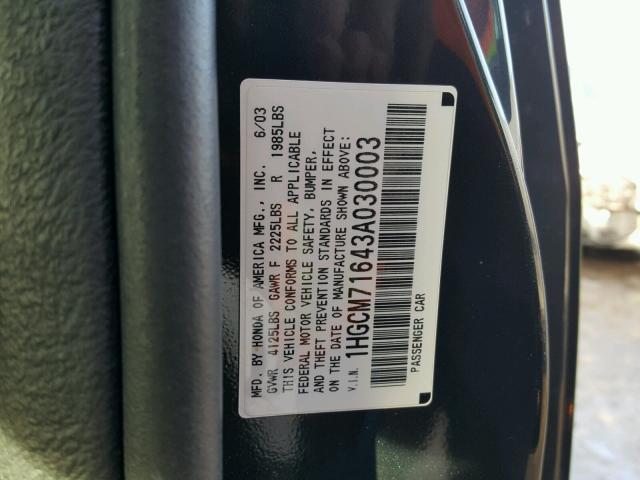 MFD. BY HONDA OF AMERICA MFG., INC. 6/03
GVWR 4125LBS GAWR F 2225LBS R 1985LBS
THIS VEHICLE CONFORMS TO ALL APPLICABLE
FEDERAL MOTOR VEHICLE SAFETY, BUMPER,
AND THEFT PREVENTION STANDARDS IN EFFECT
ON THE DATE OF MANUFACTURE SHOWN ABOVE:
V.I.N. 1HGCM71643A030003
PASSENGER CAR